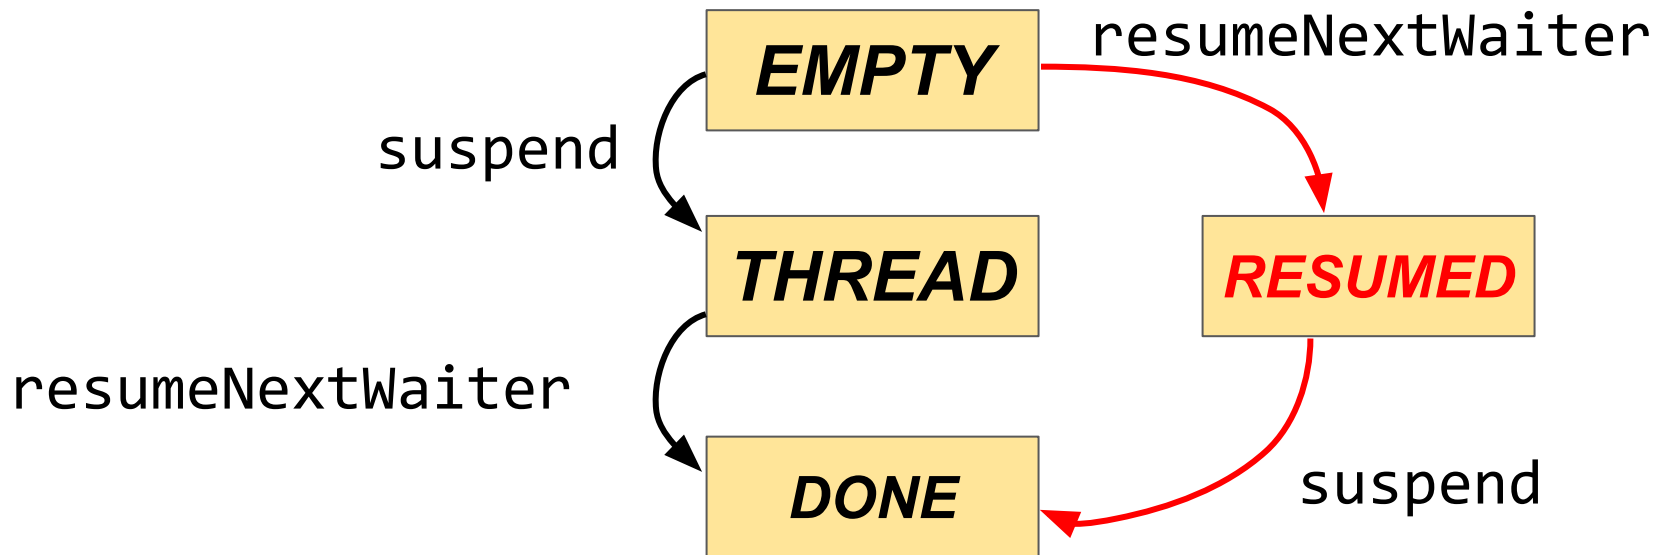 EMPTY
resumeNextWaiter
suspend
THREAD
RESUMED
resumeNextWaiter
DONE
suspend